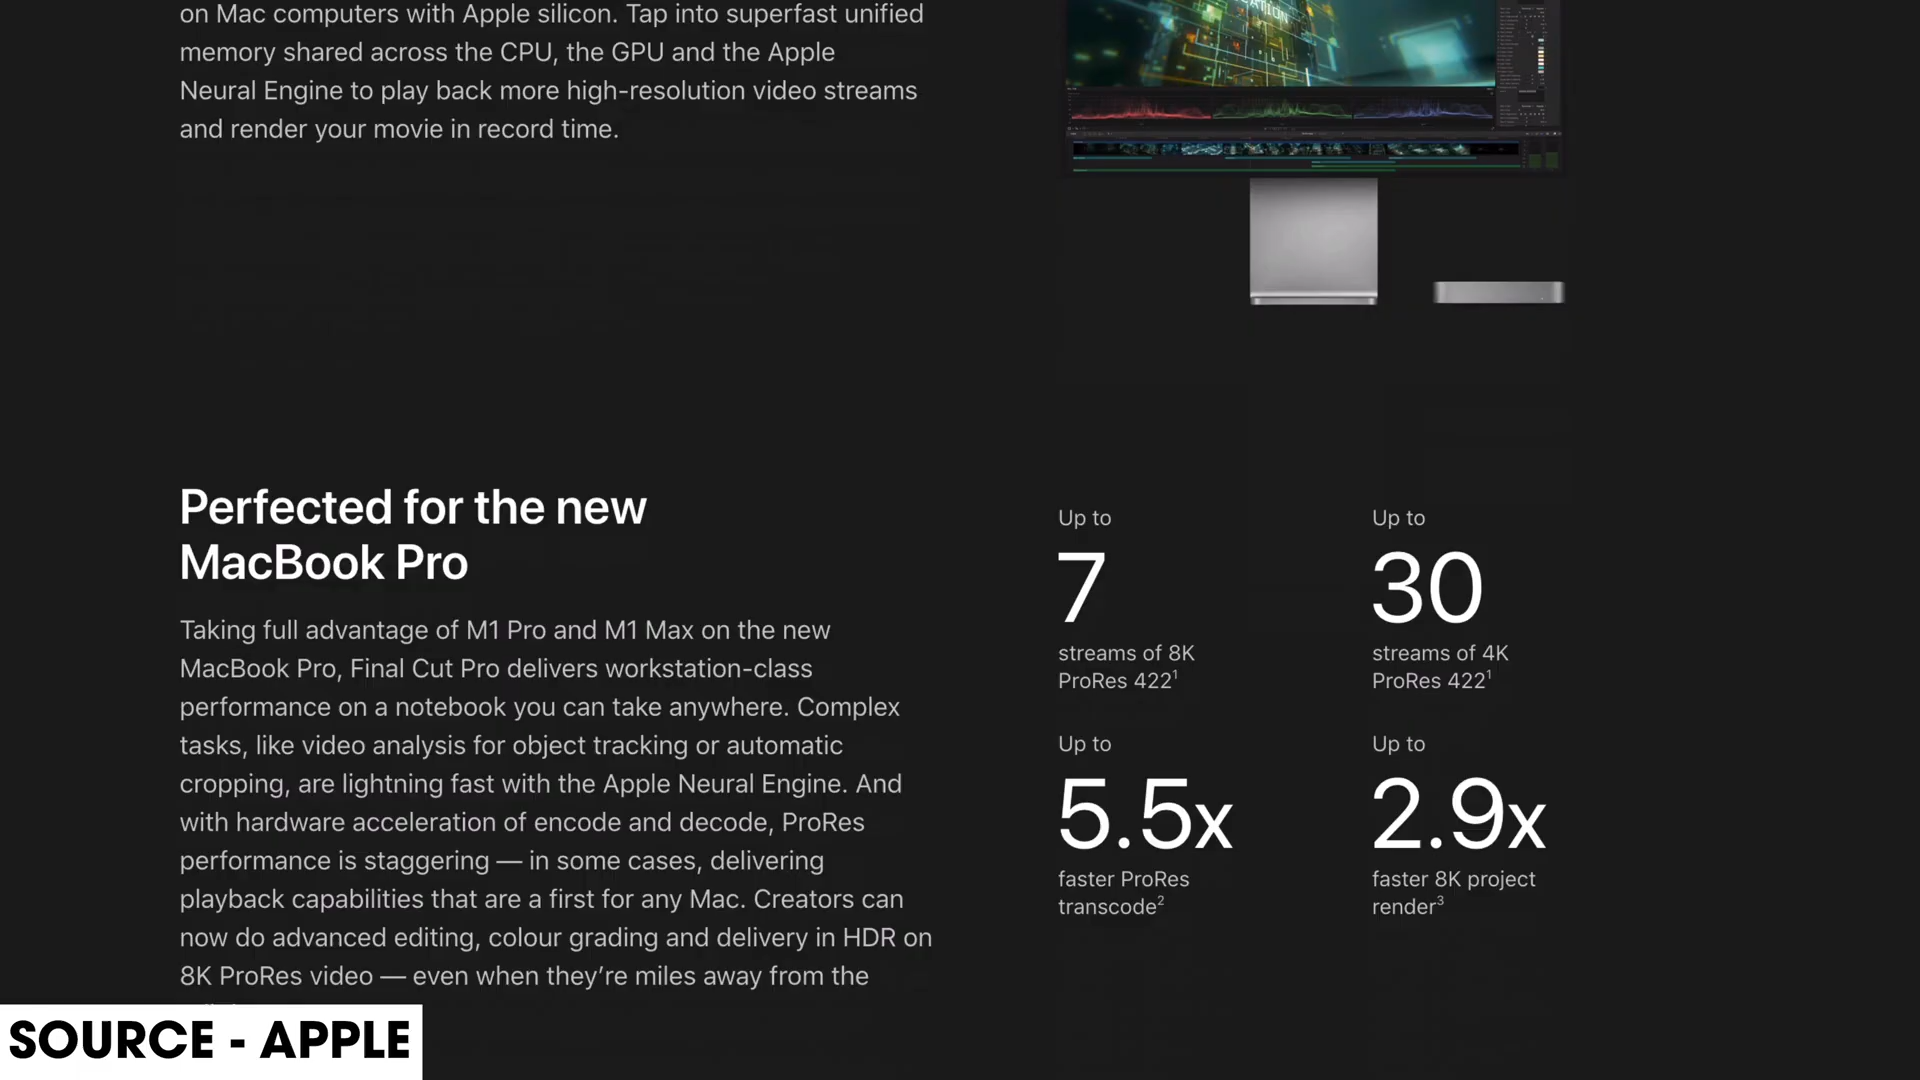 on Mac computers with Apple silicon. Tap into superfast unified
memory shared across the CPU, the GPU and the Apple
Neural Engine to play back more high-resolution video streams
and render your movie in record time.
Perfected for the new
MacBook Pro
Taking full advantage of M1 Pro and M1 Max on the new
MacBook Pro, Final Cut Pro delivers workstation-class
performance on a notebook you can take anywhere. Complex
tasks, like video analysis for object tracking or automatic
cropping, are lightning fast with the Apple Neural Engine. And
with hardware acceleration of encode and decode, ProRes
performance is staggering — in some cases, delivering
playback capabilities that are a first for any Mac. Creators can
now do advanced editing, colour grading and delivery in HDR on
8K ProRes video — even when they’re miles away from the
Up to
7
streams of 8K
ProRes 422¹
Up to
30
streams of 4K
ProRes 422¹
Up to
5.5x
faster ProRes
transcode²
Up to
2.9x
faster 8K project
render³
SOURCE - APPLE